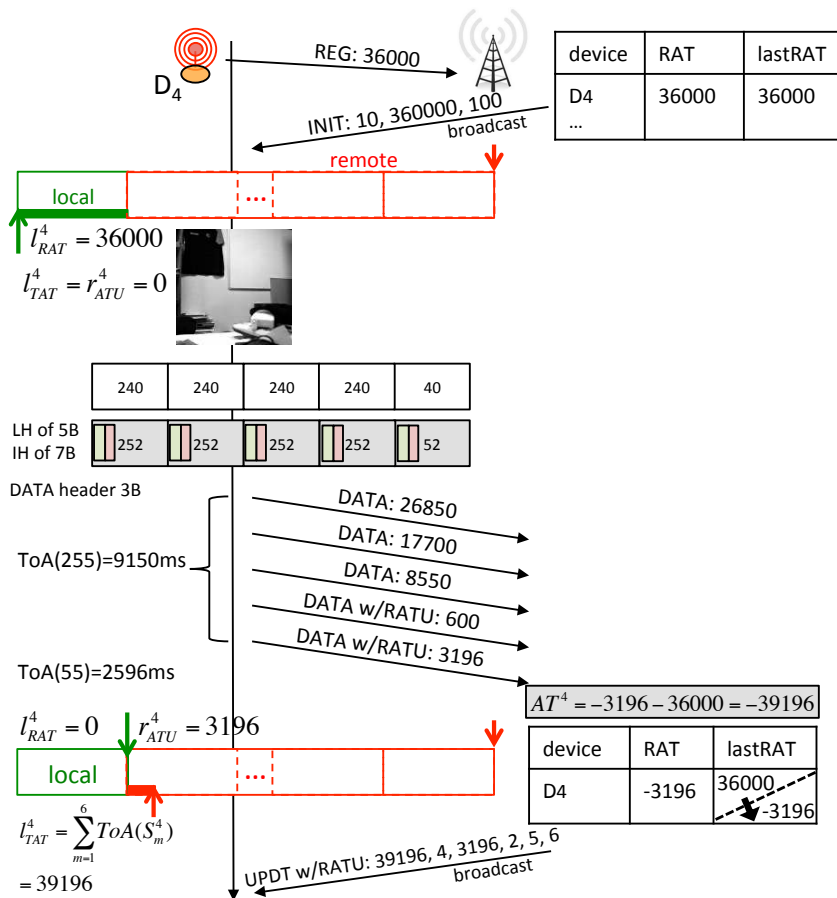 D4
REG: 36000
device RAT lastRAT
D4 36000 36000
...
INIT: 10, 360000, 100
broadcast
remote
local ...
l^4_RAT = 36000
l^4_TAT = r^4_ATU = 0
240 240 240 240 40
LH of 5B
IH of 7B
252 252 252 252 52
DATA header 3B
DATA: 26850
DATA: 17700
ToA(255)=9150ms
DATA: 8550
DATA w/RATU: 600
DATA w/RATU: 3196
ToA(55)=2596ms
AT^4 = −3196 − 36000 = −39196
l^4_RAT = 0 r^4_ATU = 3196
device RAT lastRAT
D4 -3196 36000 -3196
local ...
l^4_TAT = ∑^6_m=1 ToA(S^4_m)
= 39196
UPDT w/RATU: 39196, 4, 3196, 2, 5, 6
broadcast